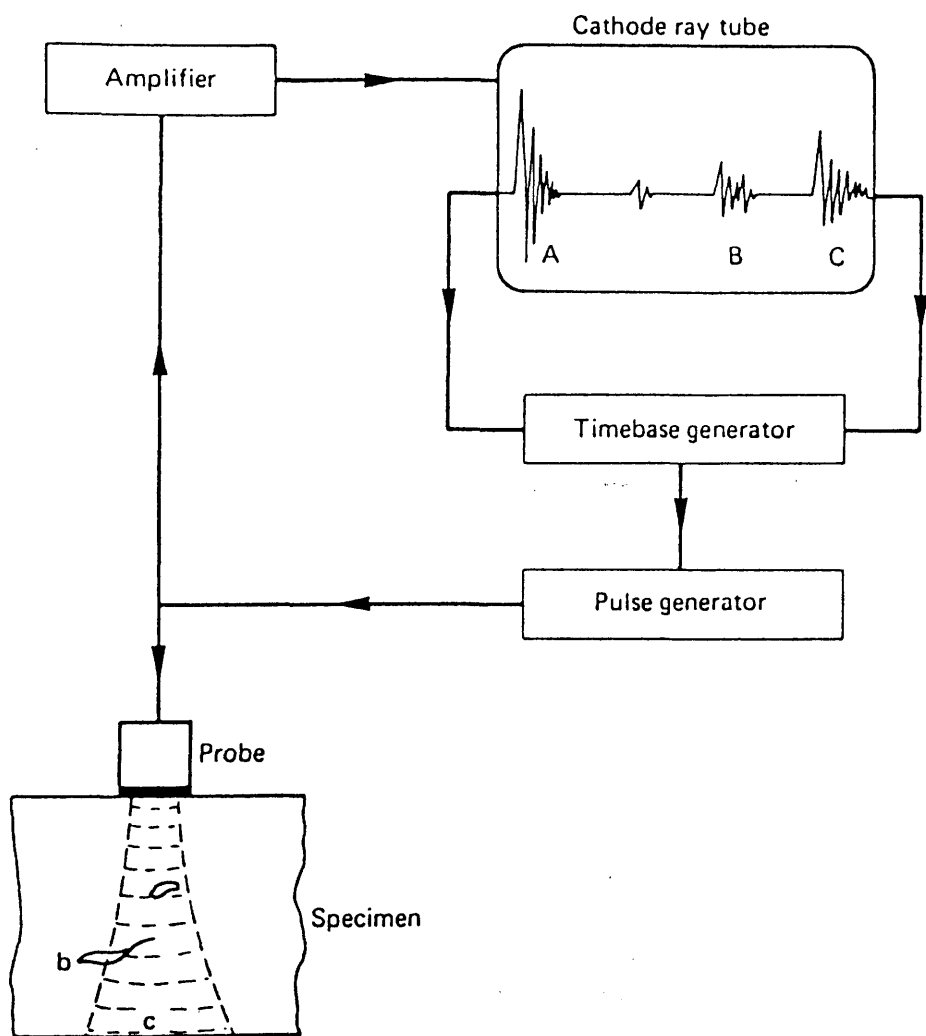 Cathode ray tube
Amplifier
A
B
C
Timebase generator
Pulse generator
Probe
Specimen
b
c